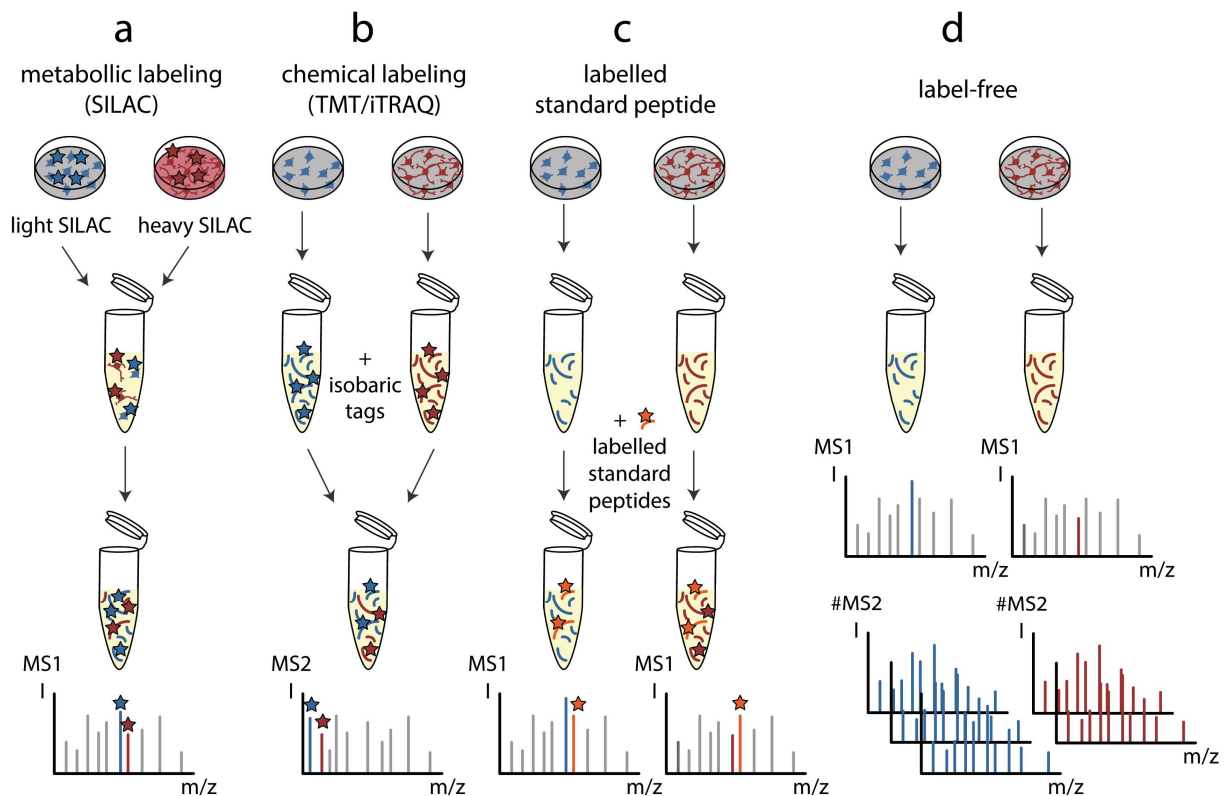 a
metabollic labeling
(SILAC)
light SILAC
heavy SILAC
MS1
I
m/z
b
chemical labeling
(TMT/iTRAQ)
+
isobaric
tags
MS2
I
m/z
c
labelled
standard peptide
+
labelled
standard
peptides
MS1
I
m/z
MS1
I
m/z
d
label-free
MS1
I
m/z
MS1
I
m/z
#MS2
I
m/z
#MS2
I
m/z